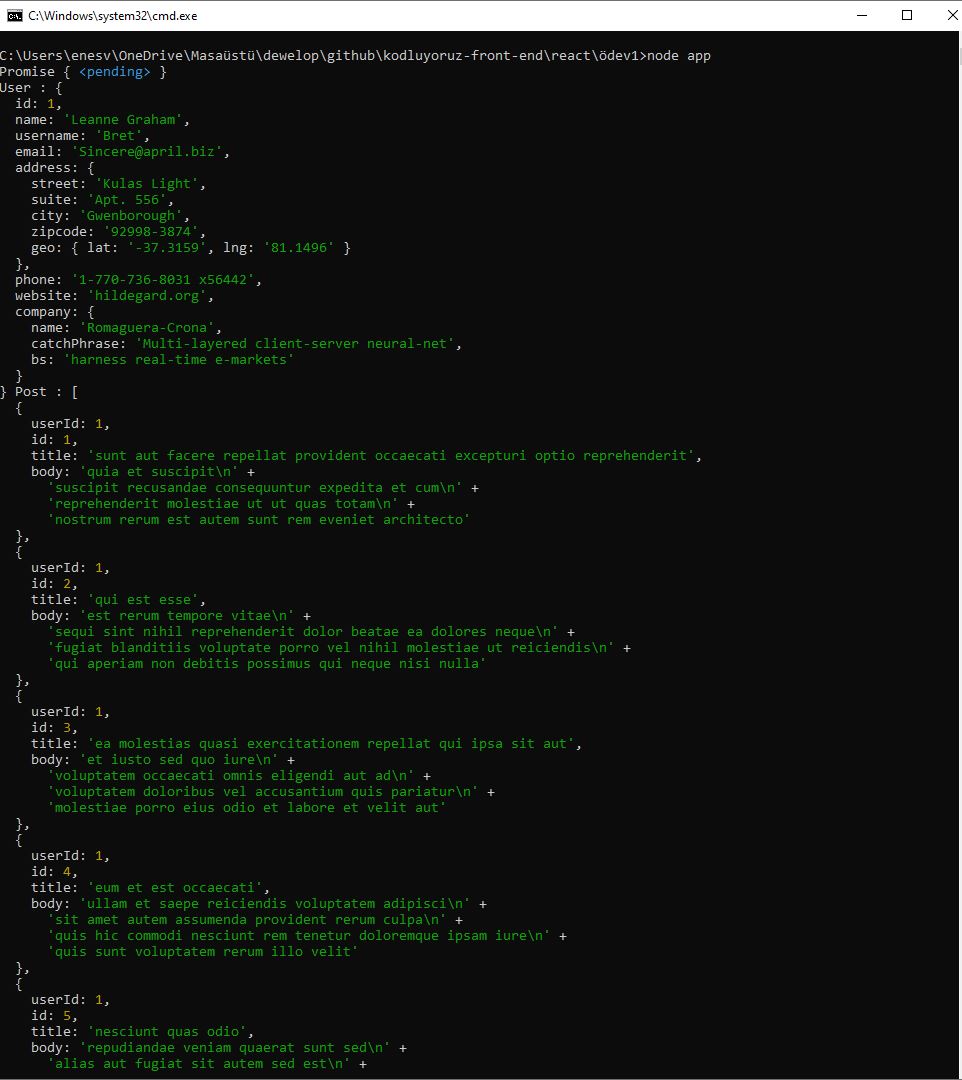 C:\Windows\system32\cmd.exe
C:\Users\enesv\OneDrive\Masaüstü\dewelop\github\kodluyoruz-front-end\react\ödev1>node app
Promise { <pending> }
User : {
  id: 1,
  name: 'Leanne Graham',
  username: 'Bret',
  email: 'Sincere@april.biz',
  address: {
    street: 'Kulas Light',
    suite: 'Apt. 556',
    city: 'Gwenborough',
    zipcode: '92998-3874',
    geo: { lat: '-37.3159', lng: '81.1496' }
  },
  phone: '1-770-736-8031 x56442',
  website: 'hildegard.org',
  company: {
    name: 'Romaguera-Crona',
    catchPhrase: 'Multi-layered client-server neural-net',
    bs: 'harness real-time e-markets'
  }
} Post : [
  {
    userId: 1,
    id: 1,
    title: 'sunt aut facere repellat provident occaecati excepturi optio reprehenderit',
    body: 'quia et suscipit\n' +
      'suscipit recusandae consequuntur expedita et cum\n' +
      'reprehenderit molestiae ut ut quas totam\n' +
      'nostrum rerum est autem sunt rem eveniet architecto'
  },
  {
    userId: 1,
    id: 2,
    title: 'qui est esse',
    body: 'est rerum tempore vitae\n' +
      'sequi sint nihil reprehenderit dolor beatae ea dolores neque\n' +
      'fugiat blanditiis voluptate porro vel nihil molestiae ut reiciendis\n' +
      'qui aperiam non debitis possimus qui neque nisi nulla'
  },
  {
    userId: 1,
    id: 3,
    title: 'ea molestias quasi exercitationem repellat qui ipsa sit aut',
    body: 'et iusto sed quo iure\n' +
      'voluptatem occaecati omnis eligendi aut ad\n' +
      'voluptatem doloribus vel accusantium quis pariatur\n' +
      'molestiae porro eius odio et labore et velit aut'
  },
  {
    userId: 1,
    id: 4,
    title: 'eum et est occaecati',
    body: 'ullam et saepe reiciendis voluptatem adipisci\n' +
      'sit amet autem assumenda provident rerum culpa\n' +
      'quis hic commodi nesciunt rem tenetur doloremque ipsam iure\n' +
      'quis sunt voluptatem rerum illo velit'
  },
  {
    userId: 1,
    id: 5,
    title: 'nesciunt quas odio',
    body: 'repudiandae veniam quaerat sunt sed\n' +
      'alias aut fugiat sit autem sed est\n' +